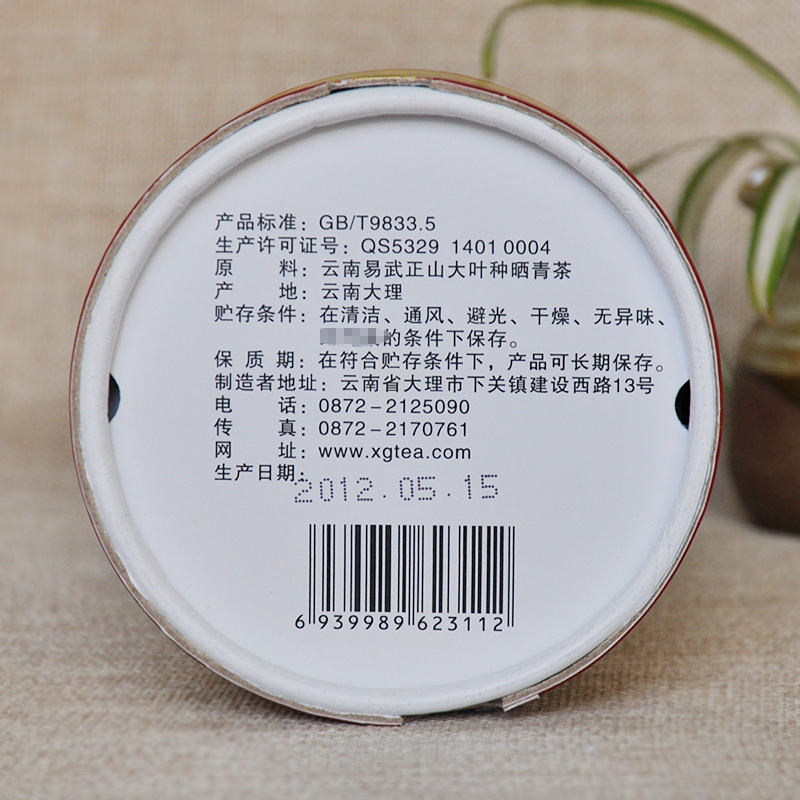 产品标准：GB/T9833.5
生产许可证号：QS5329 1401 0004
原 料：云南易武正山大叶种晒青茶
产 地：云南大理
贮存条件：在清洁、通风、避光、干燥、无异味、
的条件下保存。
保 质 期：在符合贮存条件下，产品可长期保存。
制造者地址：云南省大理市下关镇建设西路13号
电 话：0872-2125090
传 真：0872-2170761
网 址：www.xgtea.com
生产日期：
2012.05.15
6 939989 623112